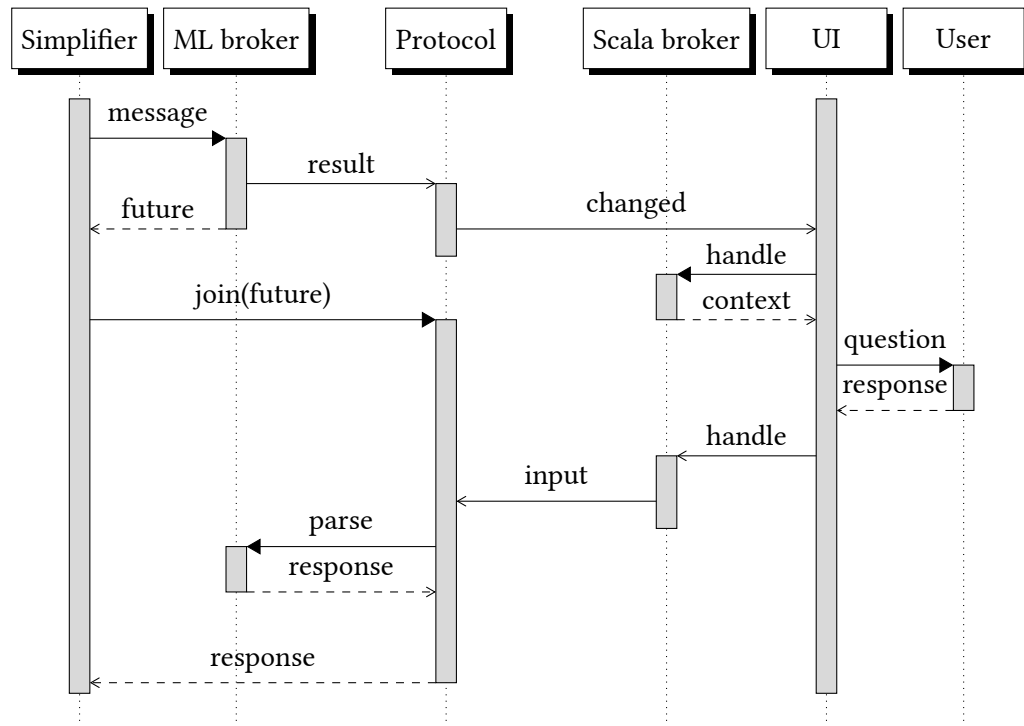 Simplifier
ML broker
Protocol
Scala broker
UI
User
message
result
future
changed
handle
join(future)
context
question
response
handle
input
parse
response
response